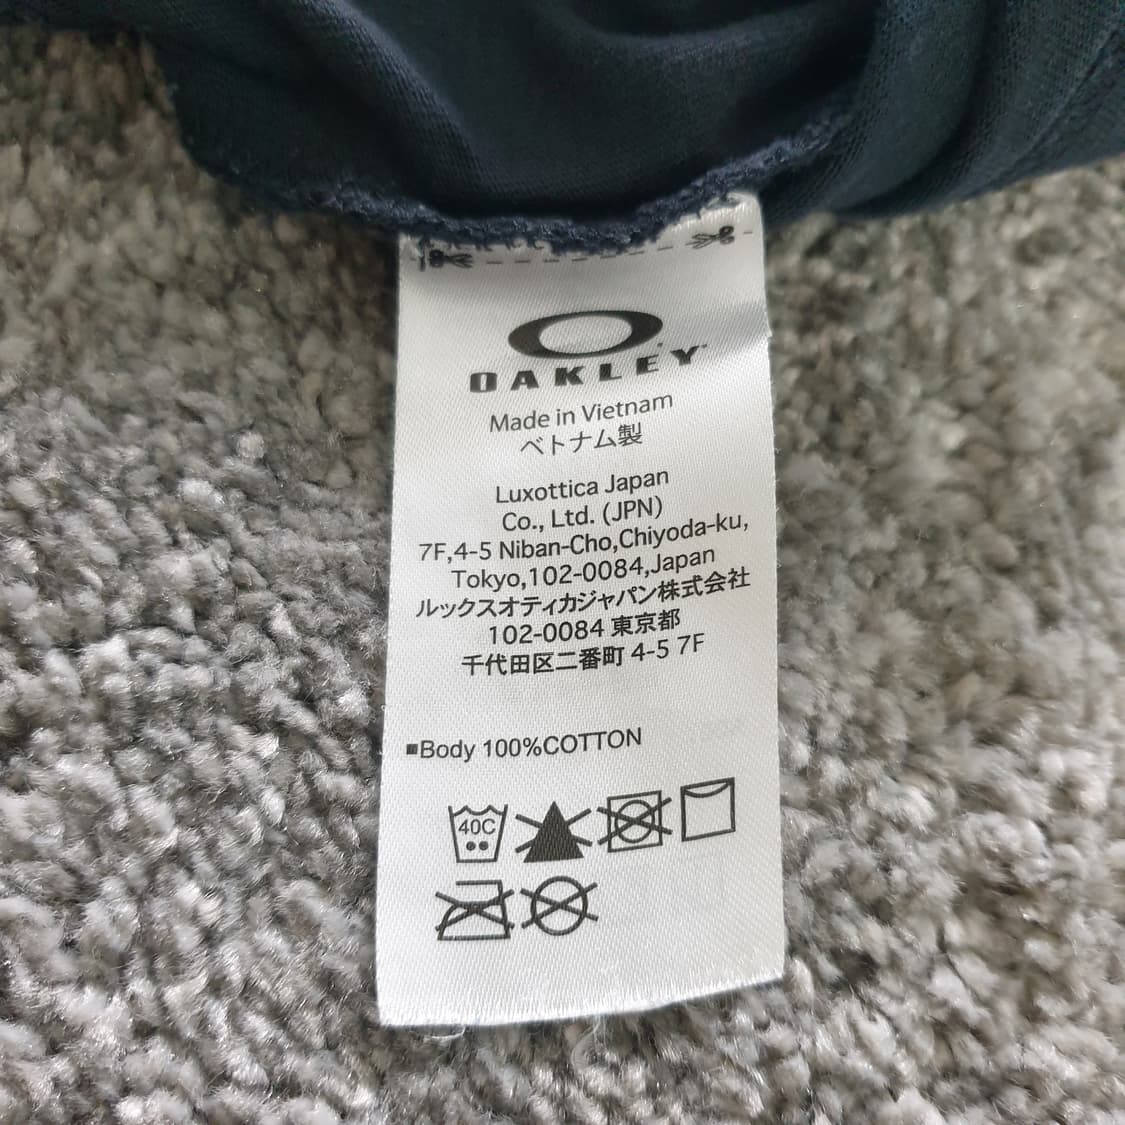 OAKLEY
Made in Vietnam
ベトナム製
Luxottica Japan
Co., Ltd. (JPN)
7F,4-5 Niban-Cho,Chiyoda-ku,
Tokyo,102-0084,Japan
ルックスオティカジャパン株式会社
102-0084 東京都
千代田区二番町 4-5 7F
■Body 100%COTTON
40C